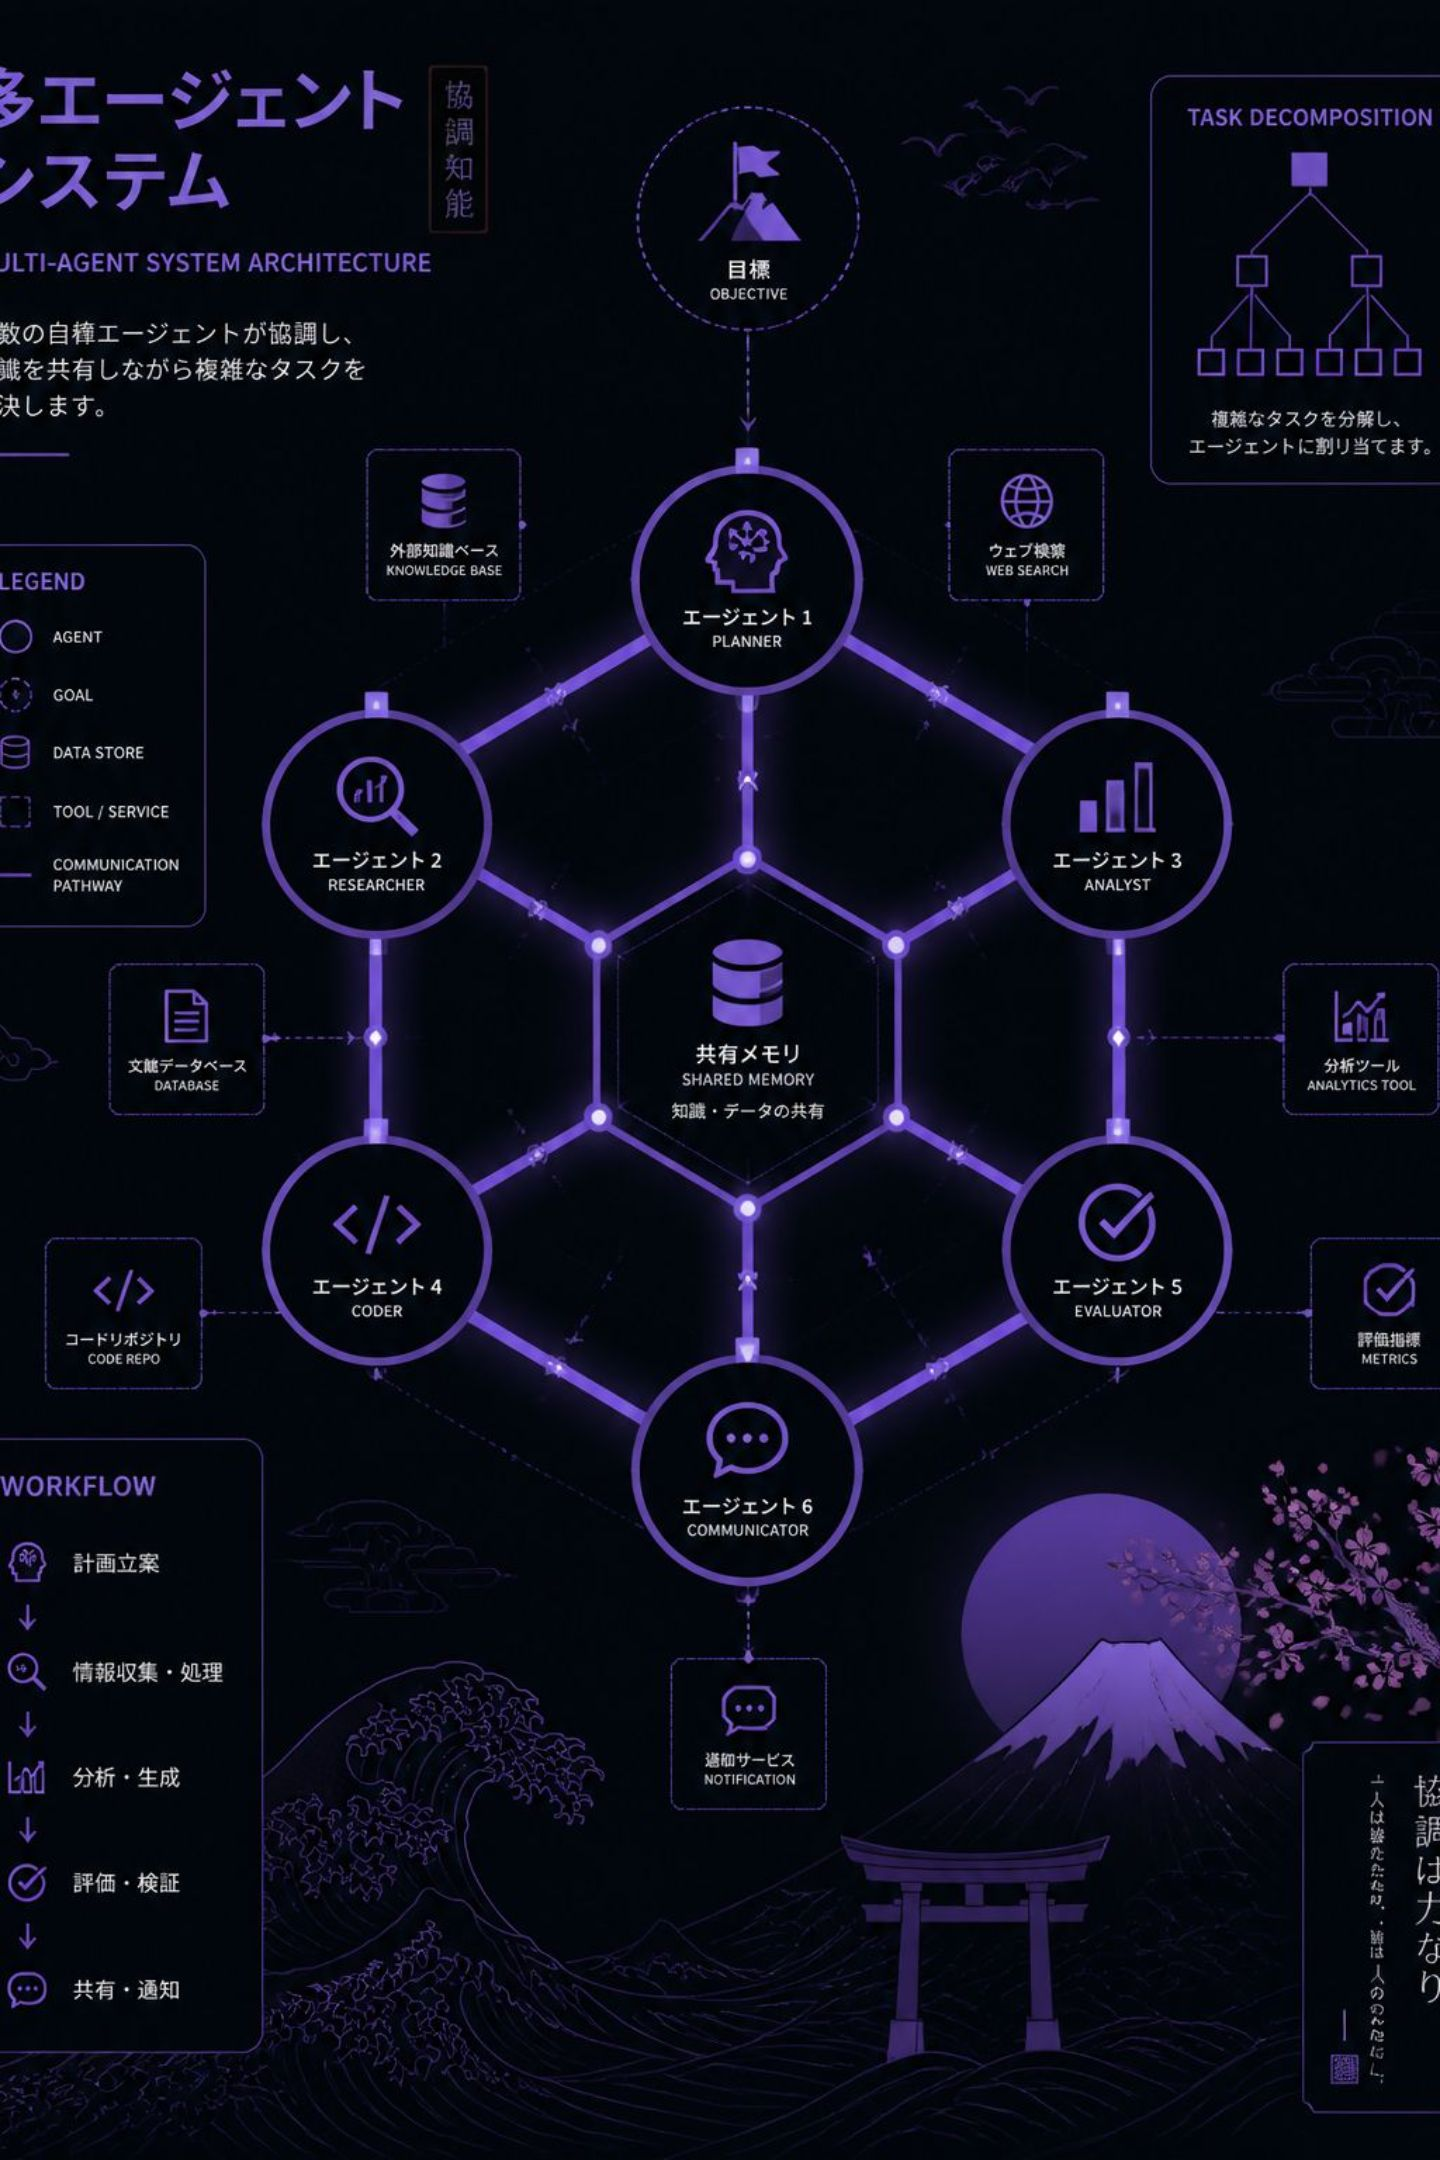 多エージェント
システム
協調知能
ULTI-AGENT SYSTEM ARCHITECTURE
数の自律エージェントが協調し、
識を共有しながら複雑なタスクを
決します。
目標
OBJECTIVE
TASK DECOMPOSITION
複雑なタスクを分解し、
エージェントに割り当てます。
外部知識ベース
KNOWLEDGE BASE
ウェブ検索
WEB SEARCH
エージェント 1
PLANNER
LEGEND
AGENT
GOAL
DATA STORE
TOOL / SERVICE
COMMUNICATION
PATHWAY
エージェント 2
RESEARCHER
エージェント 3
ANALYST
共有メモリ
SHARED MEMORY
知識・データの共有
データベース
DATABASE
分析ツール
ANALYTICS TOOL
エージェント 4
CODER
エージェント 5
EVALUATOR
コードリポジトリ
CODE REPO
評価指標
METRICS
エージェント 6
COMMUNICATOR
サービス
NOTIFICATION
WORKFLOW
計画立案
情報収集・処理
分析・生成
評価・検証
共有・通知
協調は力なり